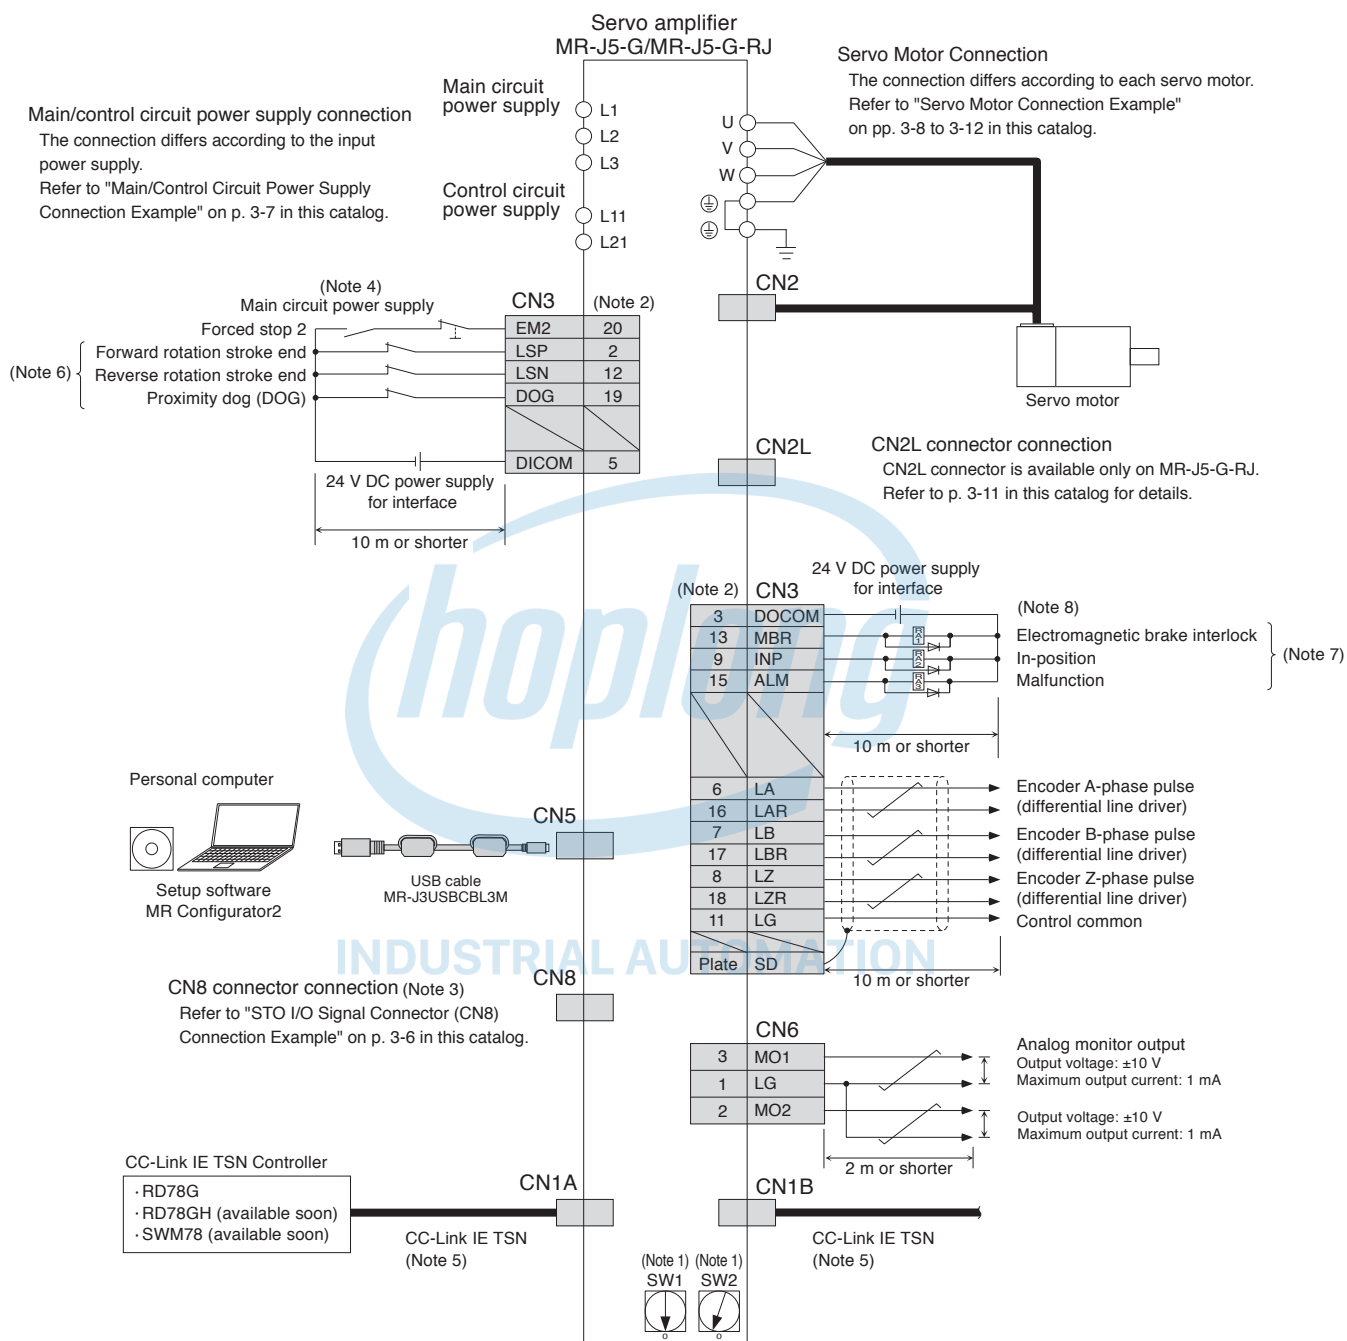 Servo amplifier
MR-J5-G/MR-J5-G-RJ
Main/control circuit power supply connection
The connection differs according to the input
power supply.
Refer to "Main/Control Circuit Power Supply
Connection Example" on p. 3-7 in this catalog.
Main circuit
power supply
L1
L2
L3
Control circuit
power supply
L11
L21
Servo Motor Connection
The connection differs according to each servo motor.
Refer to "Servo Motor Connection Example"
on pp. 3-8 to 3-12 in this catalog.
U
V
W
CN2
Servo motor
(Note 4)
Main circuit power supply
CN3 (Note 2)
Forced stop 2 EM2 20
Forward rotation stroke end LSP 2
(Note 6)
Reverse rotation stroke end LSN 12
Proximity dog (DOG) DOG 19
DICOM 5
24 V DC power supply
for interface
10 m or shorter
CN2L
CN2L connector connection
CN2L connector is available only on MR-J5-G-RJ.
Refer to p. 3-11 in this catalog for details.
24 V DC power supply
for interface
(Note 2) CN3
3 DOCOM (Note 8)
13 MBR RA1 Electromagnetic brake interlock
9 INP RA2 In-position
(Note 7)
15 ALM RA3 Malfunction
10 m or shorter
hoplong
INDUSTRIAL AUTOMATION
6 LA Encoder A-phase pulse
16 LAR (differential line driver)
7 LB Encoder B-phase pulse
17 LBR (differential line driver)
8 LZ Encoder Z-phase pulse
18 LZR (differential line driver)
11 LG Control common
Plate SD
10 m or shorter
Personal computer
Setup software
MR Configurator2
USB cable
MR-J3USBCBL3M
CN5
CN8
CN8 connector connection (Note 3)
Refer to "STO I/O Signal Connector (CN8)
Connection Example" on p. 3-6 in this catalog.
CN6
3 MO1
1 LG
2 MO2
Analog monitor output
Output voltage: ±10 V
Maximum output current: 1 mA
Output voltage: ±10 V
Maximum output current: 1 mA
2 m or shorter
CC-Link IE TSN Controller
·RD78G
·RD78GH (available soon)
·SWM78 (available soon)
CN1A
CC-Link IE TSN
(Note 5)
CN1B
CC-Link IE TSN
(Note 5)
(Note 1) (Note 1)
SW1 SW2
0 0